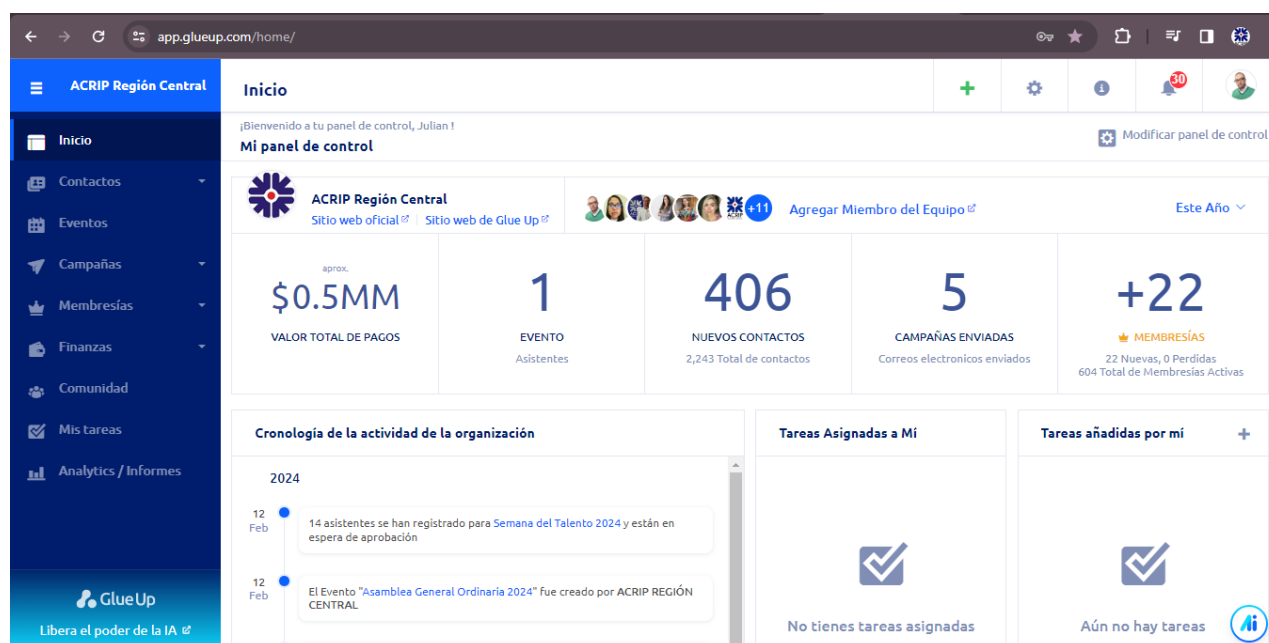 app.glueup.com/home/
ACRIP Región Central
Inicio
30
Inicio
Contactos
Eventos
Campañas
Membresías
Finanzas
Comunidad
Mis tareas
Analytics / Informes
Glue Up
Libera el poder de la IA
¡Bienvenido a tu panel de control, Julian !
Mi panel de control
Modificar panel de control
ACRIP Región Central
Sitio web oficial Sitio web de Glue Up
ACRIP
+11
Agregar Miembro del Equipo
Este Año
aprox.
$0.5MM
VALOR TOTAL DE PAGOS
1
EVENTO
Asistentes
406
NUEVOS CONTACTOS
2,243 Total de contactos
5
CAMPAÑAS ENVIADAS
Correos electronicos enviados
+22
MEMBRESÍAS
22 Nuevas, 0 Perdidas
604 Total de Membresías Activas
Cronología de la actividad de la organización
2024
12
Feb
14 asistentes se han registrado para Semana del Talento 2024 y están en
espera de aprobación
12
Feb
El Evento "Asamblea General Ordinaria 2024" fue creado por ACRIP REGIÓN
CENTRAL
Tareas Asignadas a Mí
No tienes tareas asignadas
Tareas añadidas por mí
Aún no hay tareas
Ai